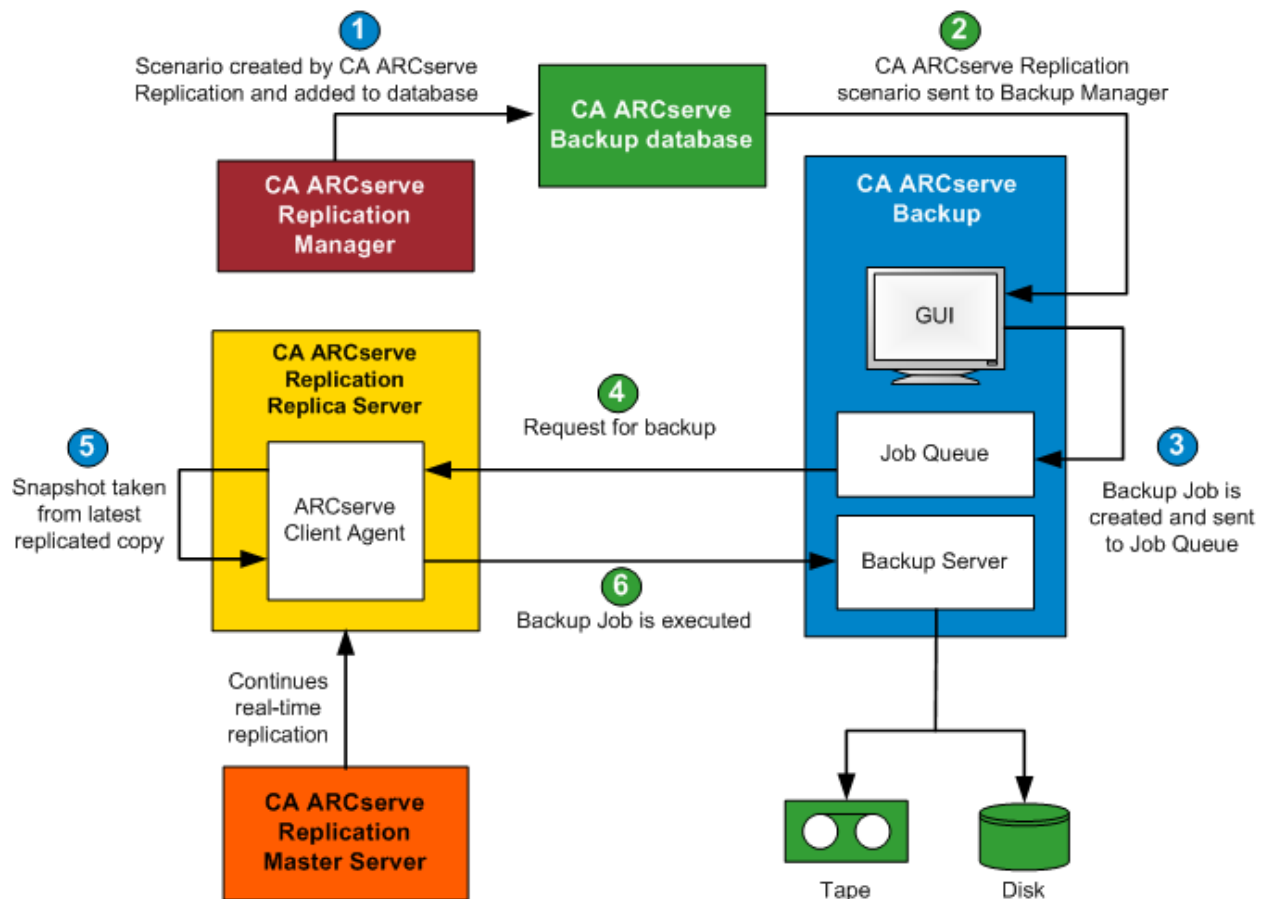 1
Scenario created by CA ARCserve
Replication and added to database
CA ARCserve
Backup database
2
CA ARCserve Replication
scenario sent to Backup Manager
CA ARCserve
Replication
Manager
CA ARCserve
Backup
GUI
CA ARCserve
Replication
Replica Server
4
Request for backup
Job Queue
3
Backup Job is
created and sent
to Job Queue
5
Snapshot taken
from latest
replicated copy
ARCserve
Client Agent
Backup Server
6
Backup Job is executed
Continues
real-time
replication
CA ARCserve
Replication
Master Server
Tape
Disk